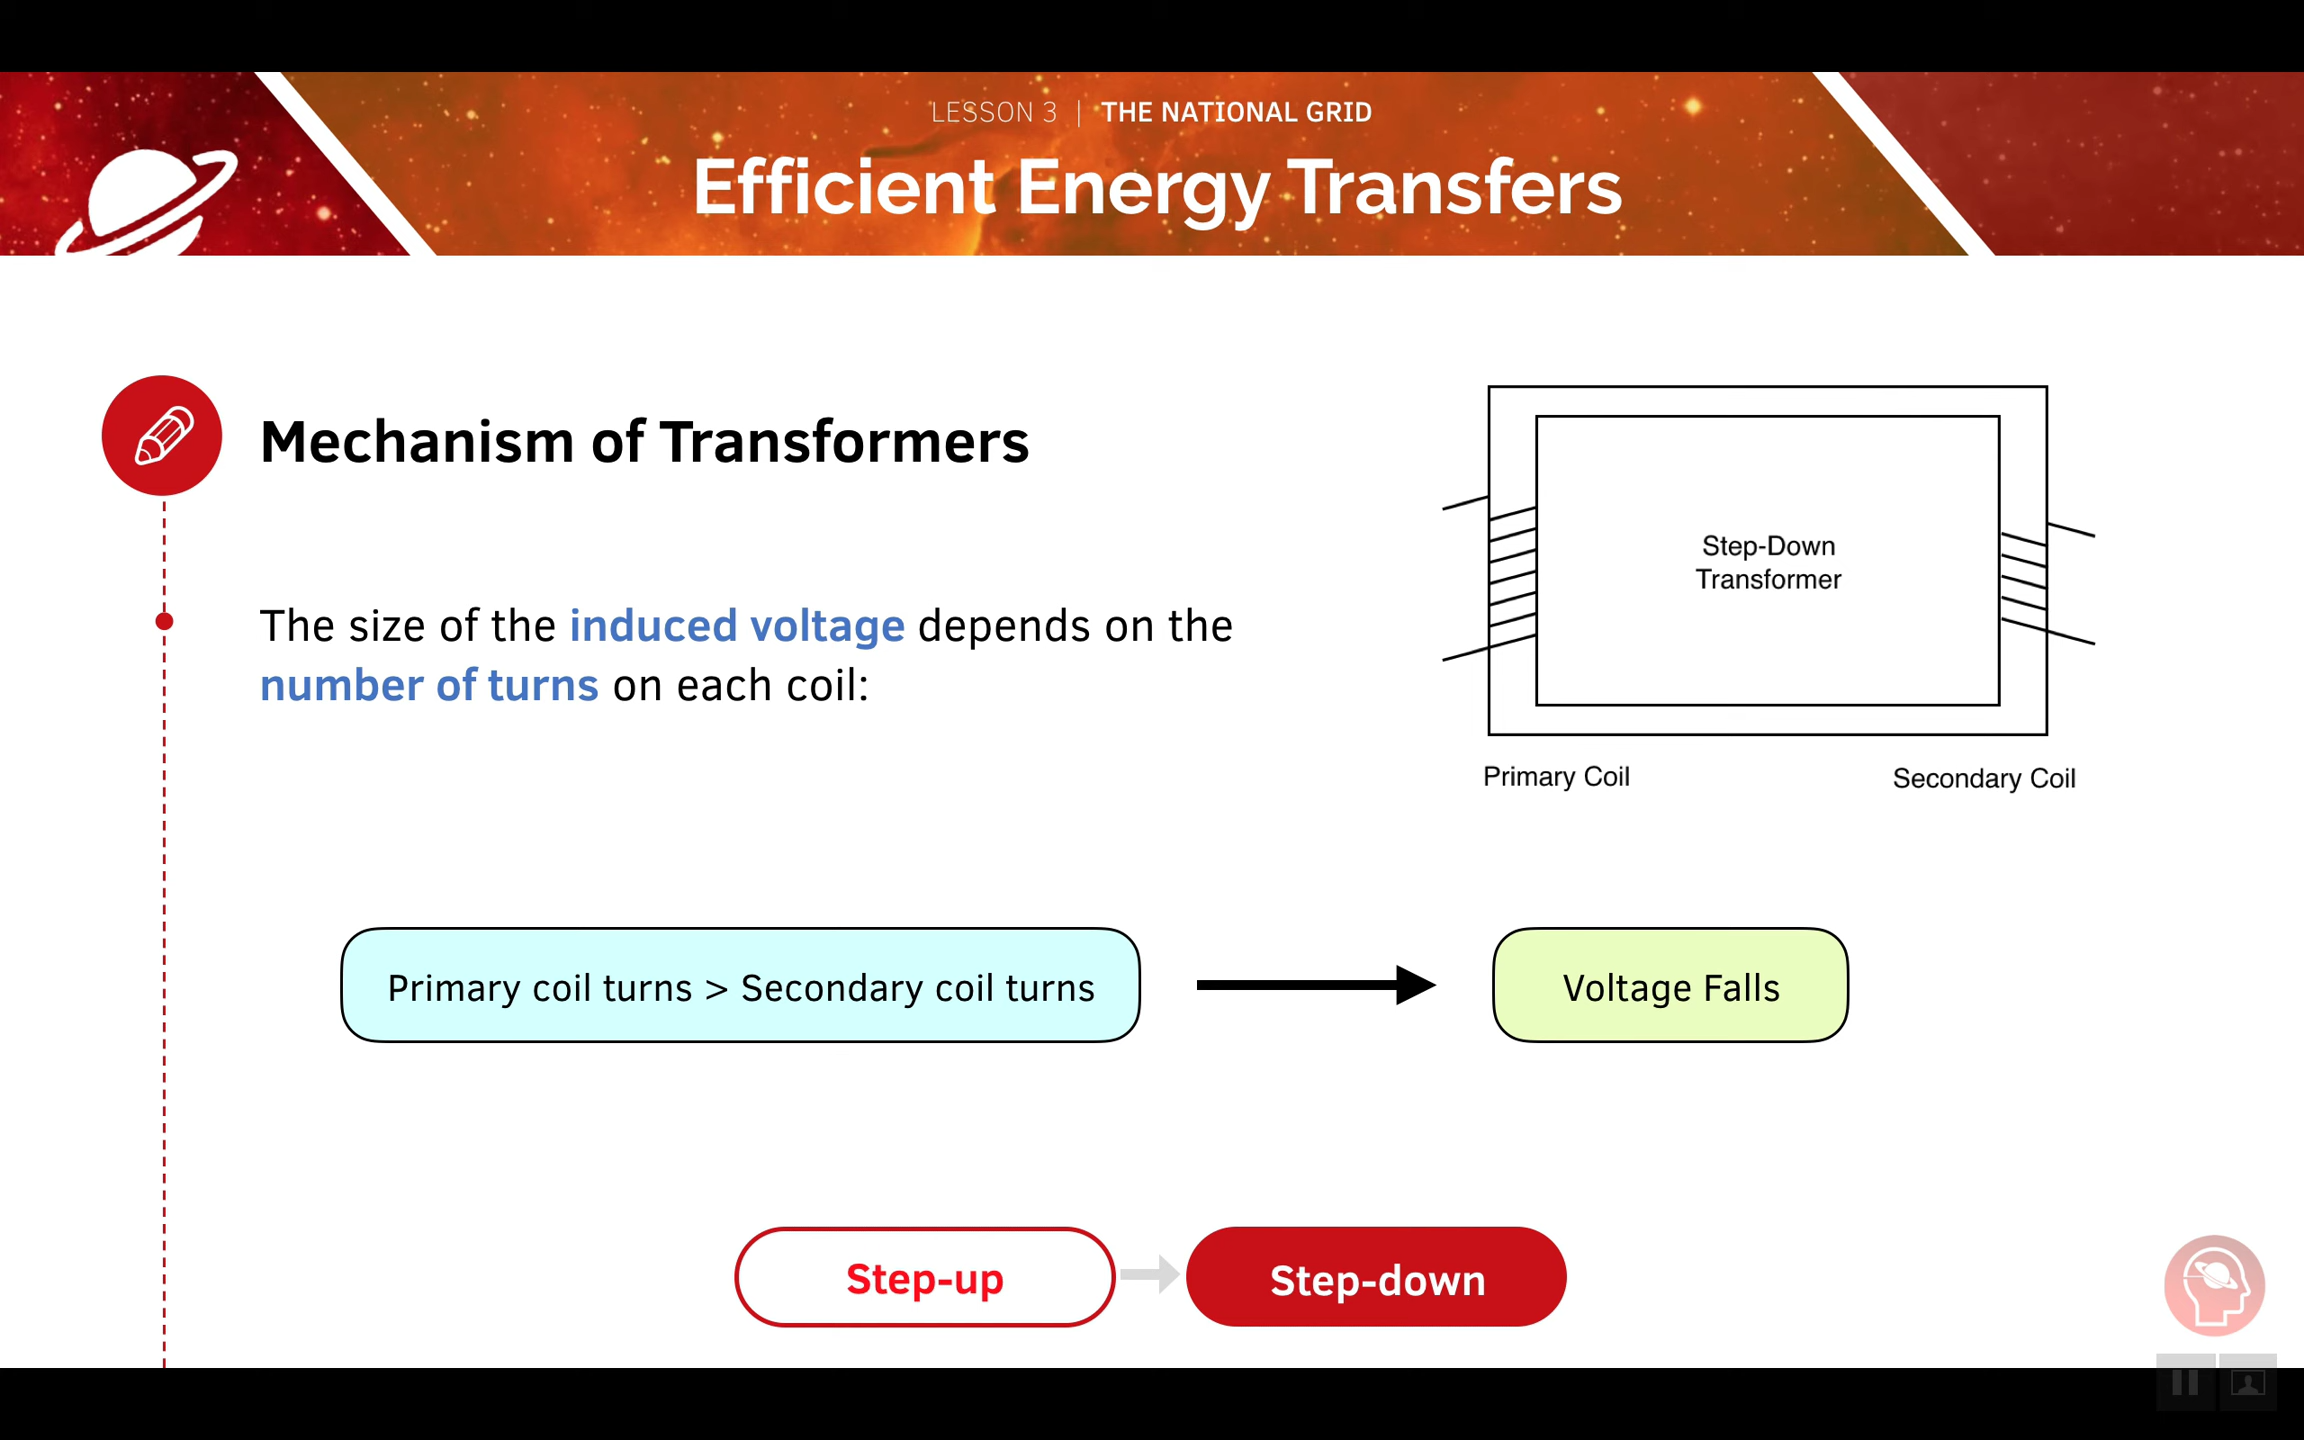 LESSON 3 | THE NATIONAL GRID
Efficient Energy Transfers
Mechanism of Transformers
The size of the induced voltage depends on the
number of turns on each coil:
Step-Down
Transformer
Primary Coil
Secondary Coil
Primary coil turns > Secondary coil turns
Voltage Falls
Step-up
Step-down